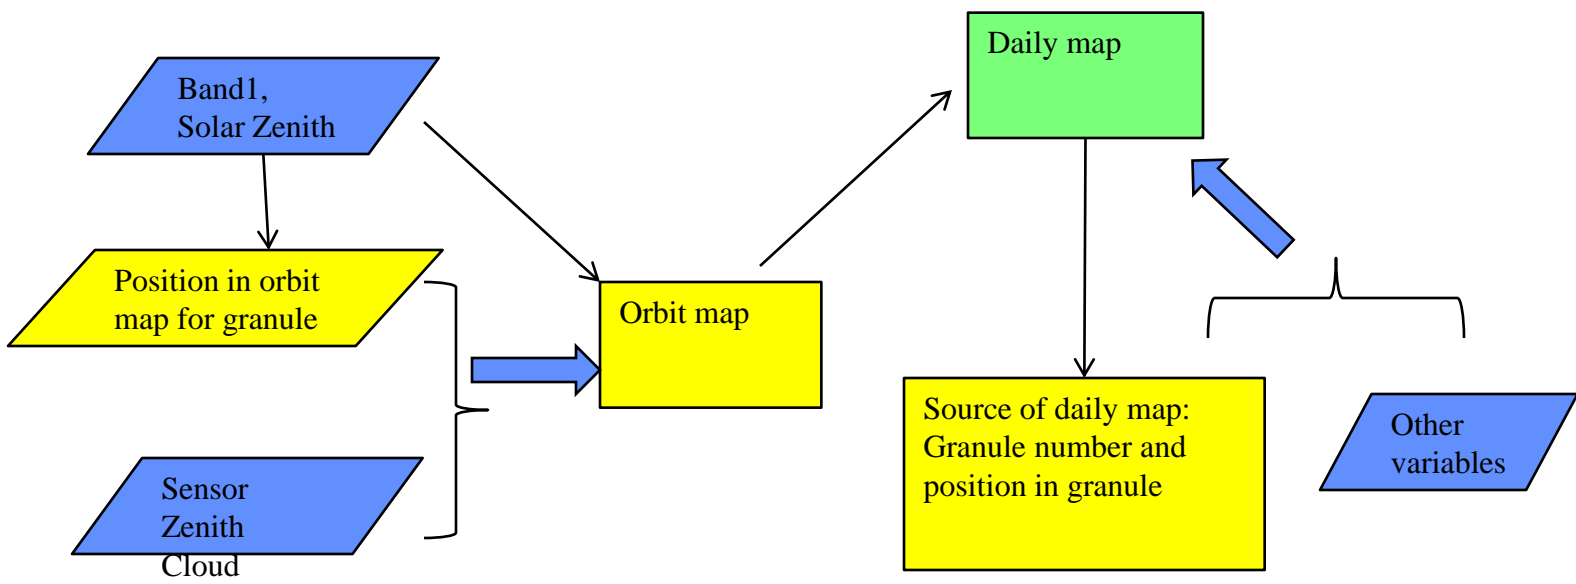 Band1,
Solar Zenith
Position in orbit
map for granule
Sensor
Zenith
Cloud
Orbit map
Daily map
Source of daily map:
Granule number and
position in granule
Other
variables